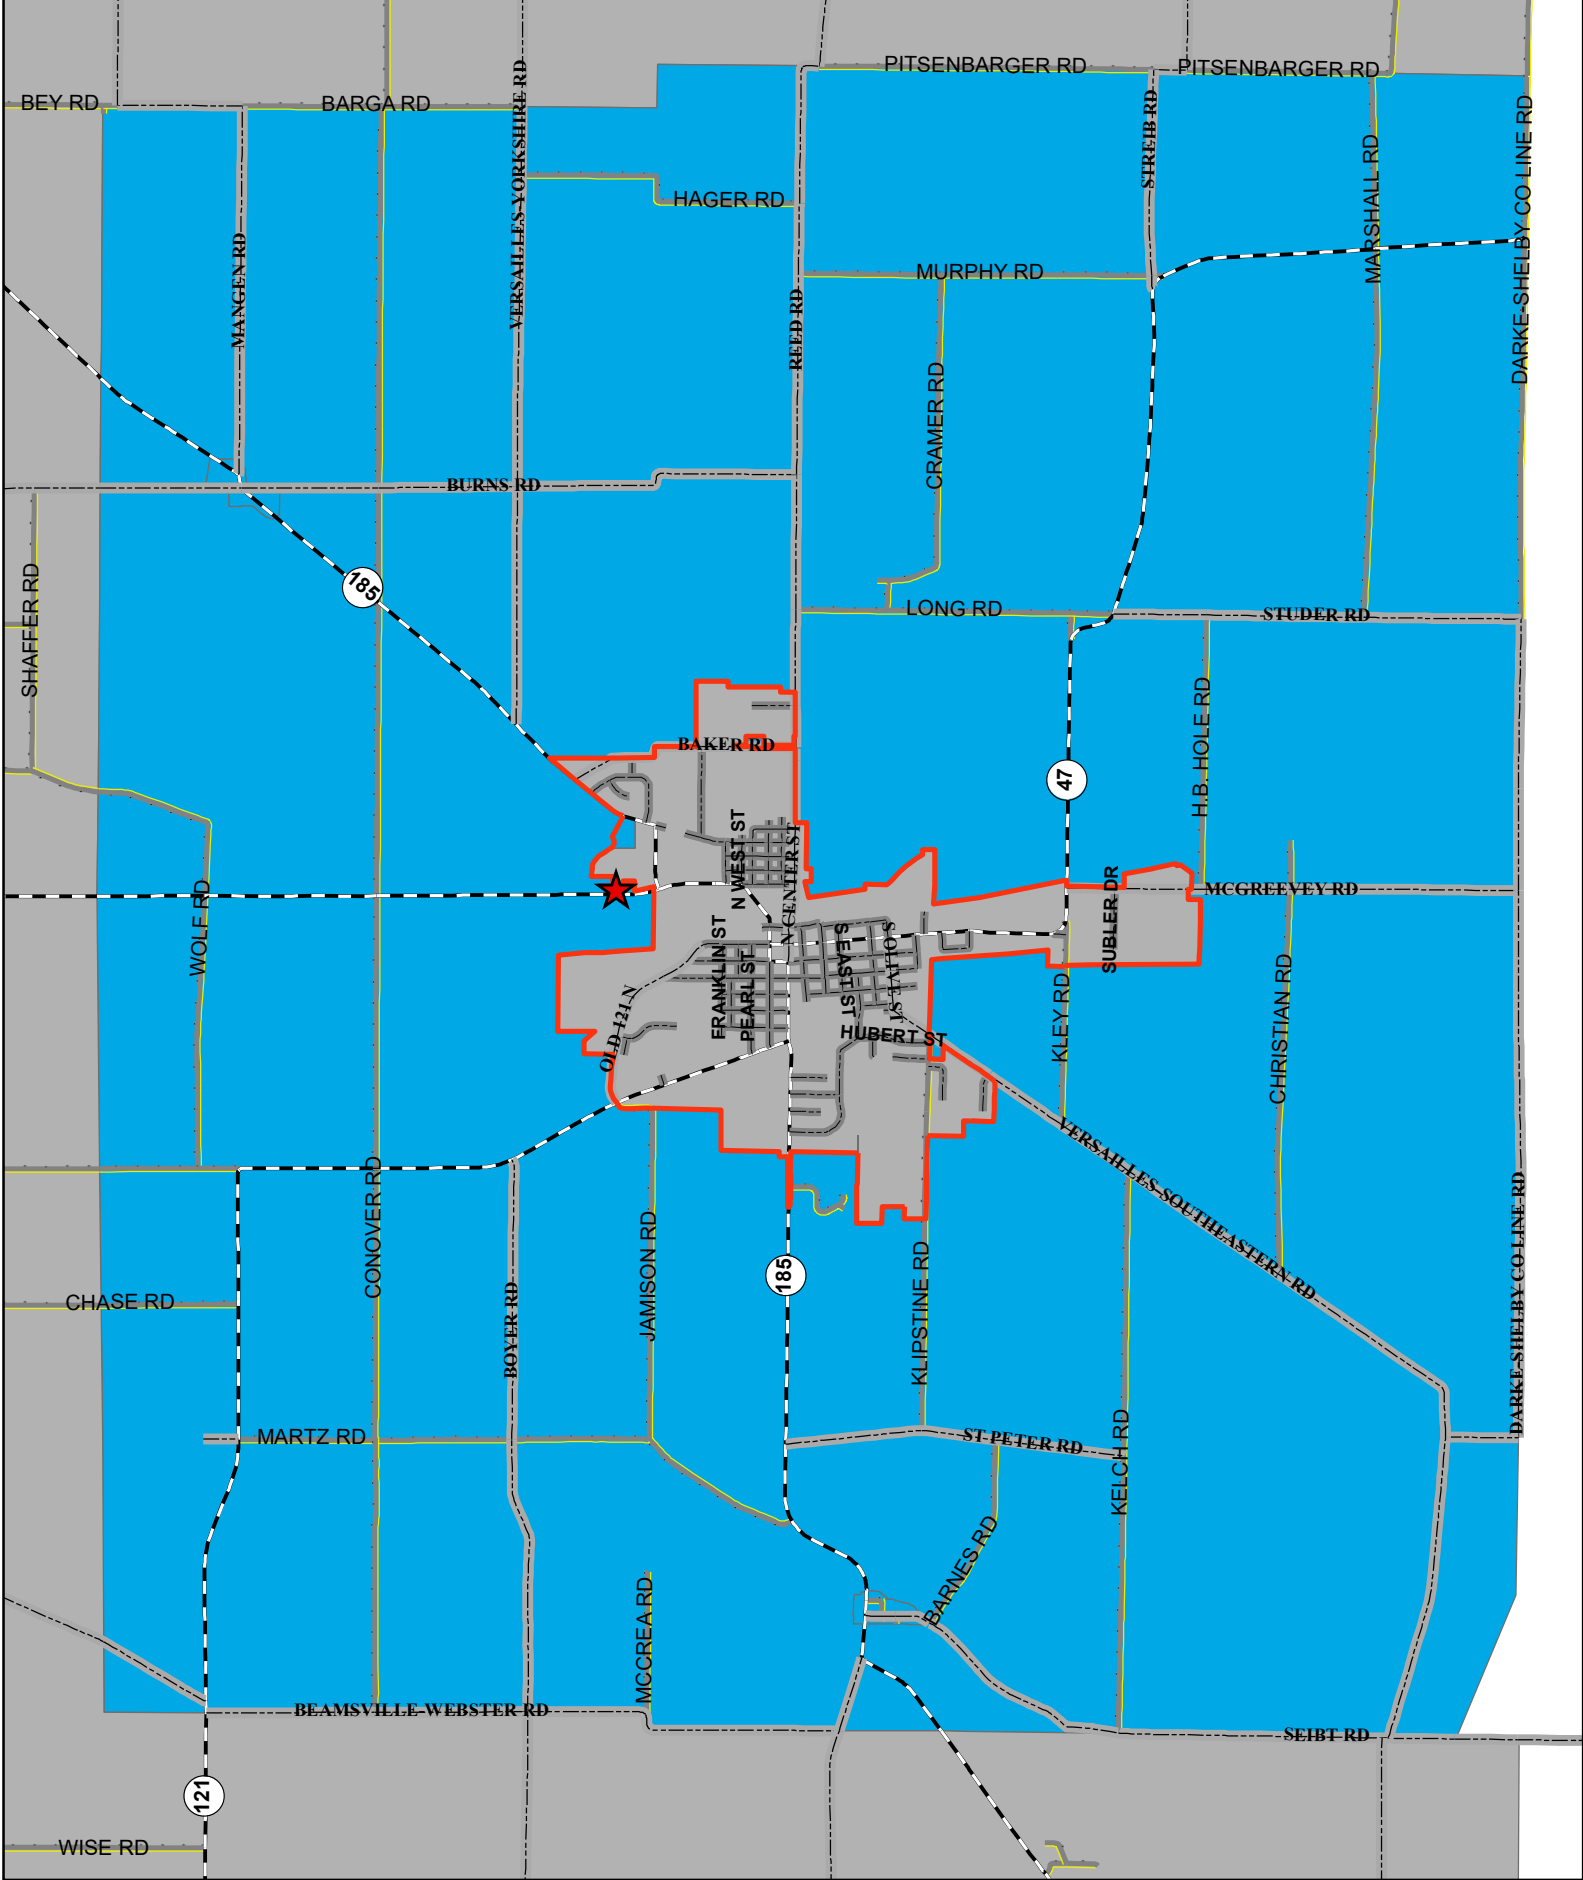 PITSENBARGER RD
PITSENBARGER RD
BEY RD
BARGA RD
VERSAILLES-YORKSHIRE RD
STREIB RD
MARSHALL RD
DARKE-SHELBY CO LINE RD
HAGER RD
MANGEN RD
MURPHY RD
REED RD
CRAMER RD
BURNS RD
185
SHAFFER RD
LONG RD
STUDER RD
H.B. HOLE RD
BAKER RD
47
N WEST ST
N CENTER ST
MCGREEVEY RD
SUBLER DR
WOLF RD
FRANKLIN ST
PEARL ST
S EAST ST
S OLIVE ST
OLD 121 N
HUBERT ST
KLEY RD
CHRISTIAN RD
VERSAILLES SOUTHEASTERN RD
CONOVER RD
JAMISON RD
185
KLIPSTINE RD
CHASE RD
BOYER RD
DARKE-SHELBY CO LINE RD
MARTZ RD
ST PETER RD
KELCH RD
BARNES RD
MCCREA RD
BEAMSVILLE-WEBSTER RD
SEIBT RD
121
WISE RD